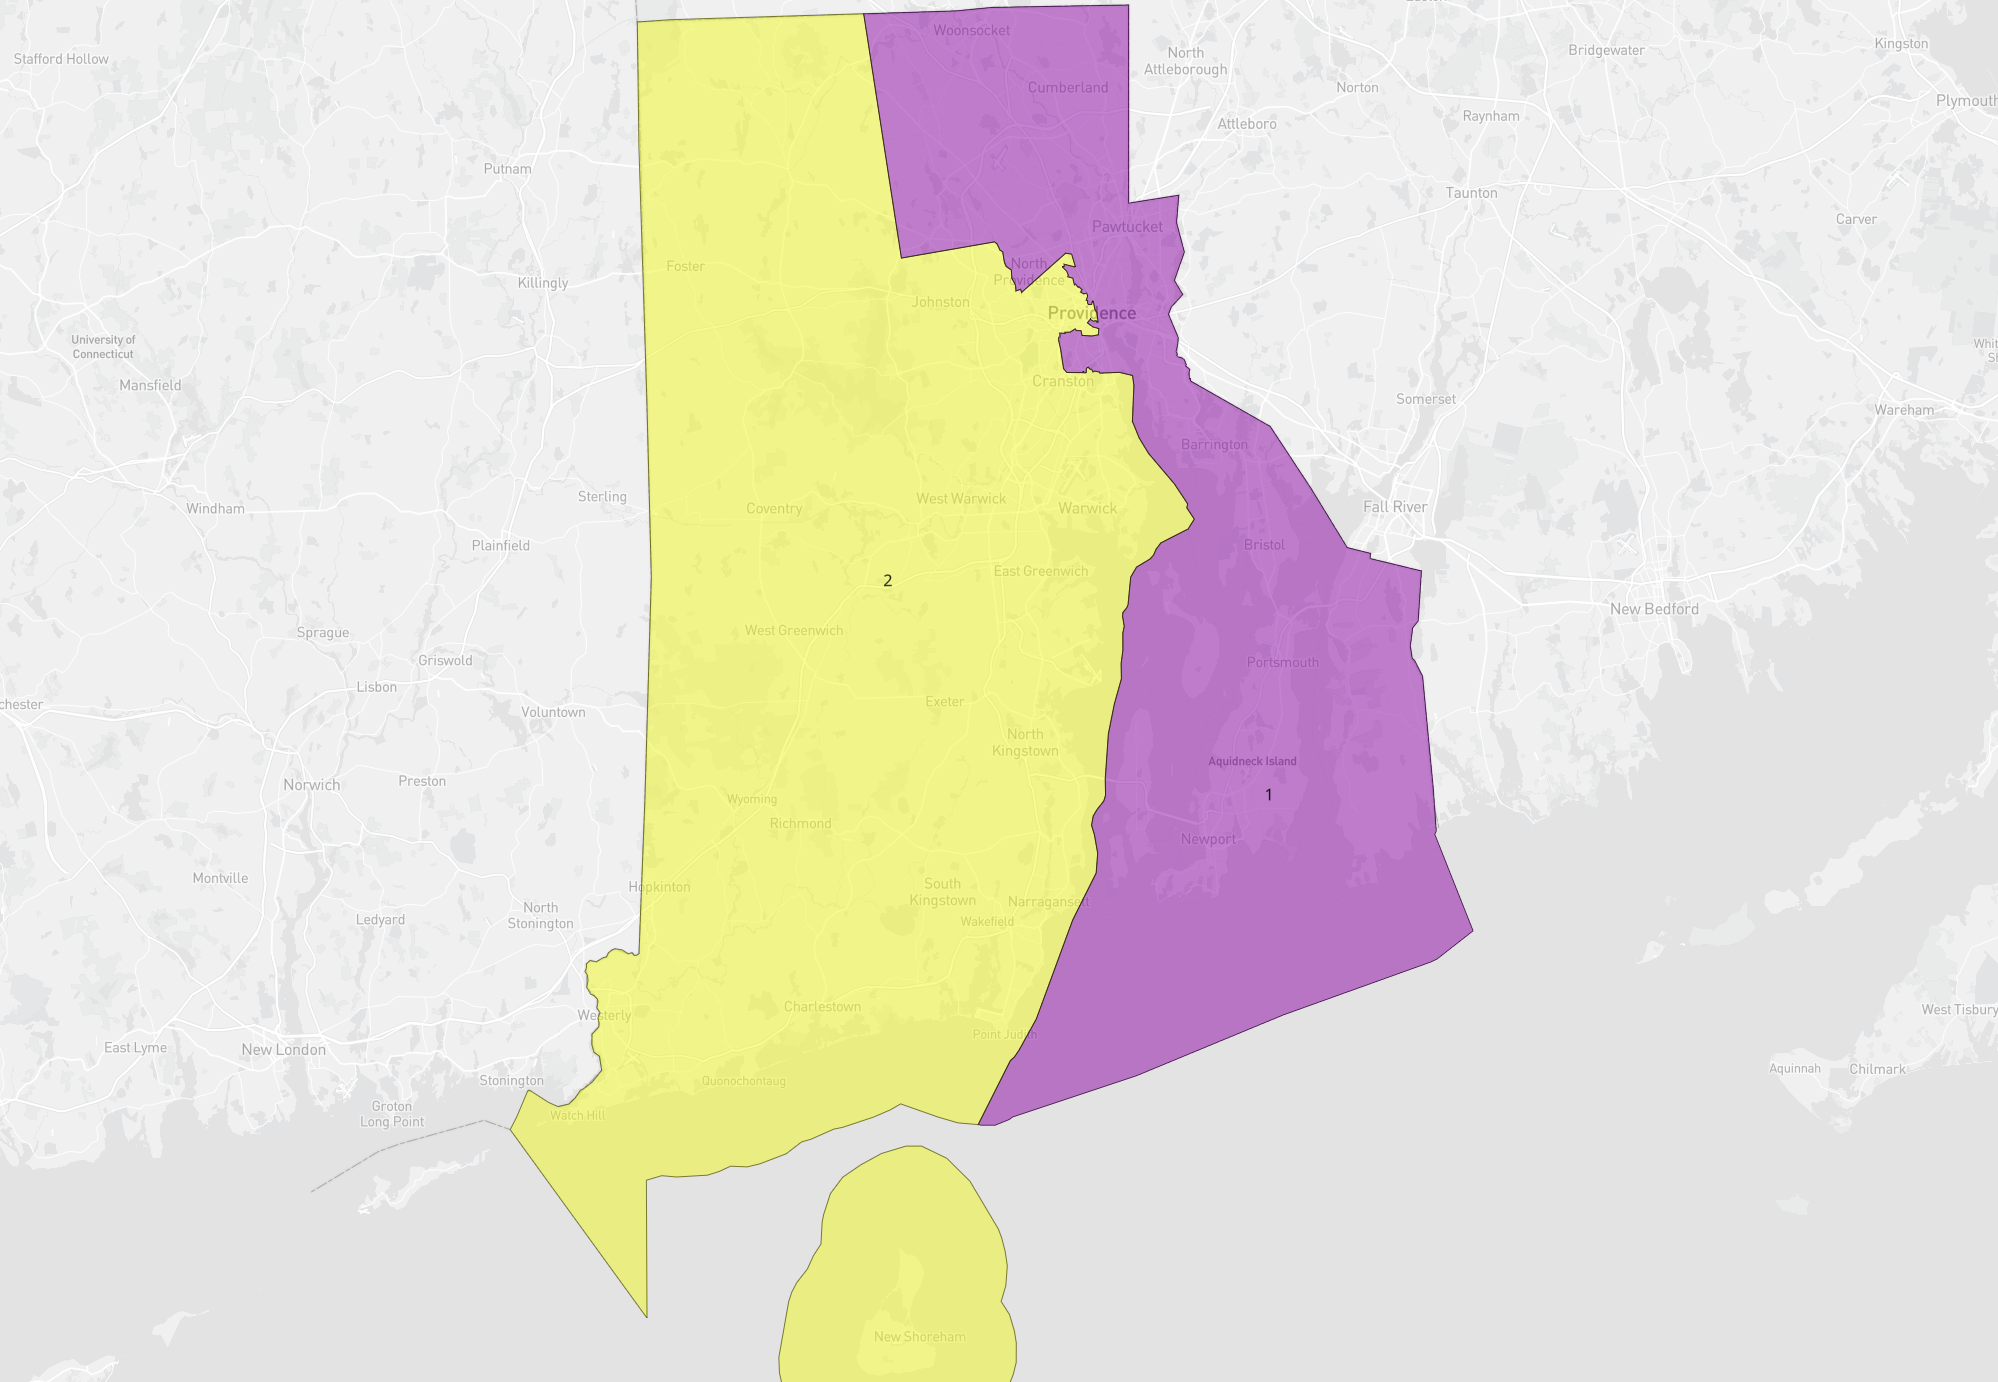 Woonsocket
Kingston
North
Attleborough
Bridgewater
Stafford Hollow
Cumberland
Norton
Plymouth
Raynham
Attleboro
Putnam
Taunton
Carver
Pawtucket
Foster
North
Providence
Killingly
Johnston
Providence
University of
Connecticut
Mansfield
Cranston
Somerset
Wareham
Barrington
Sterling
West Warwick
Windham
Coventry
Warwick
Fall River
Plainfield
Bristol
East Greenwich
2
New Bedford
Sprague
West Greenwich
Griswold
Portsmouth
Lisbon
chester
Voluntown
Exeter
North
Kingstown
Aquidneck Island
Norwich
Preston
1
Wyoming
Richmond
Newport
Montville
Hopkinton
South
Kingstown
Narragansett
North
Stonington
Ledyard
Wakefield
Charlestown
West Tisbury
Westerly
Point Judith
East Lyme
New London
Aquinnah
Chilmark
Stonington
Quonochontaug
Groton
Long Point
Watch Hill
New Shoreham